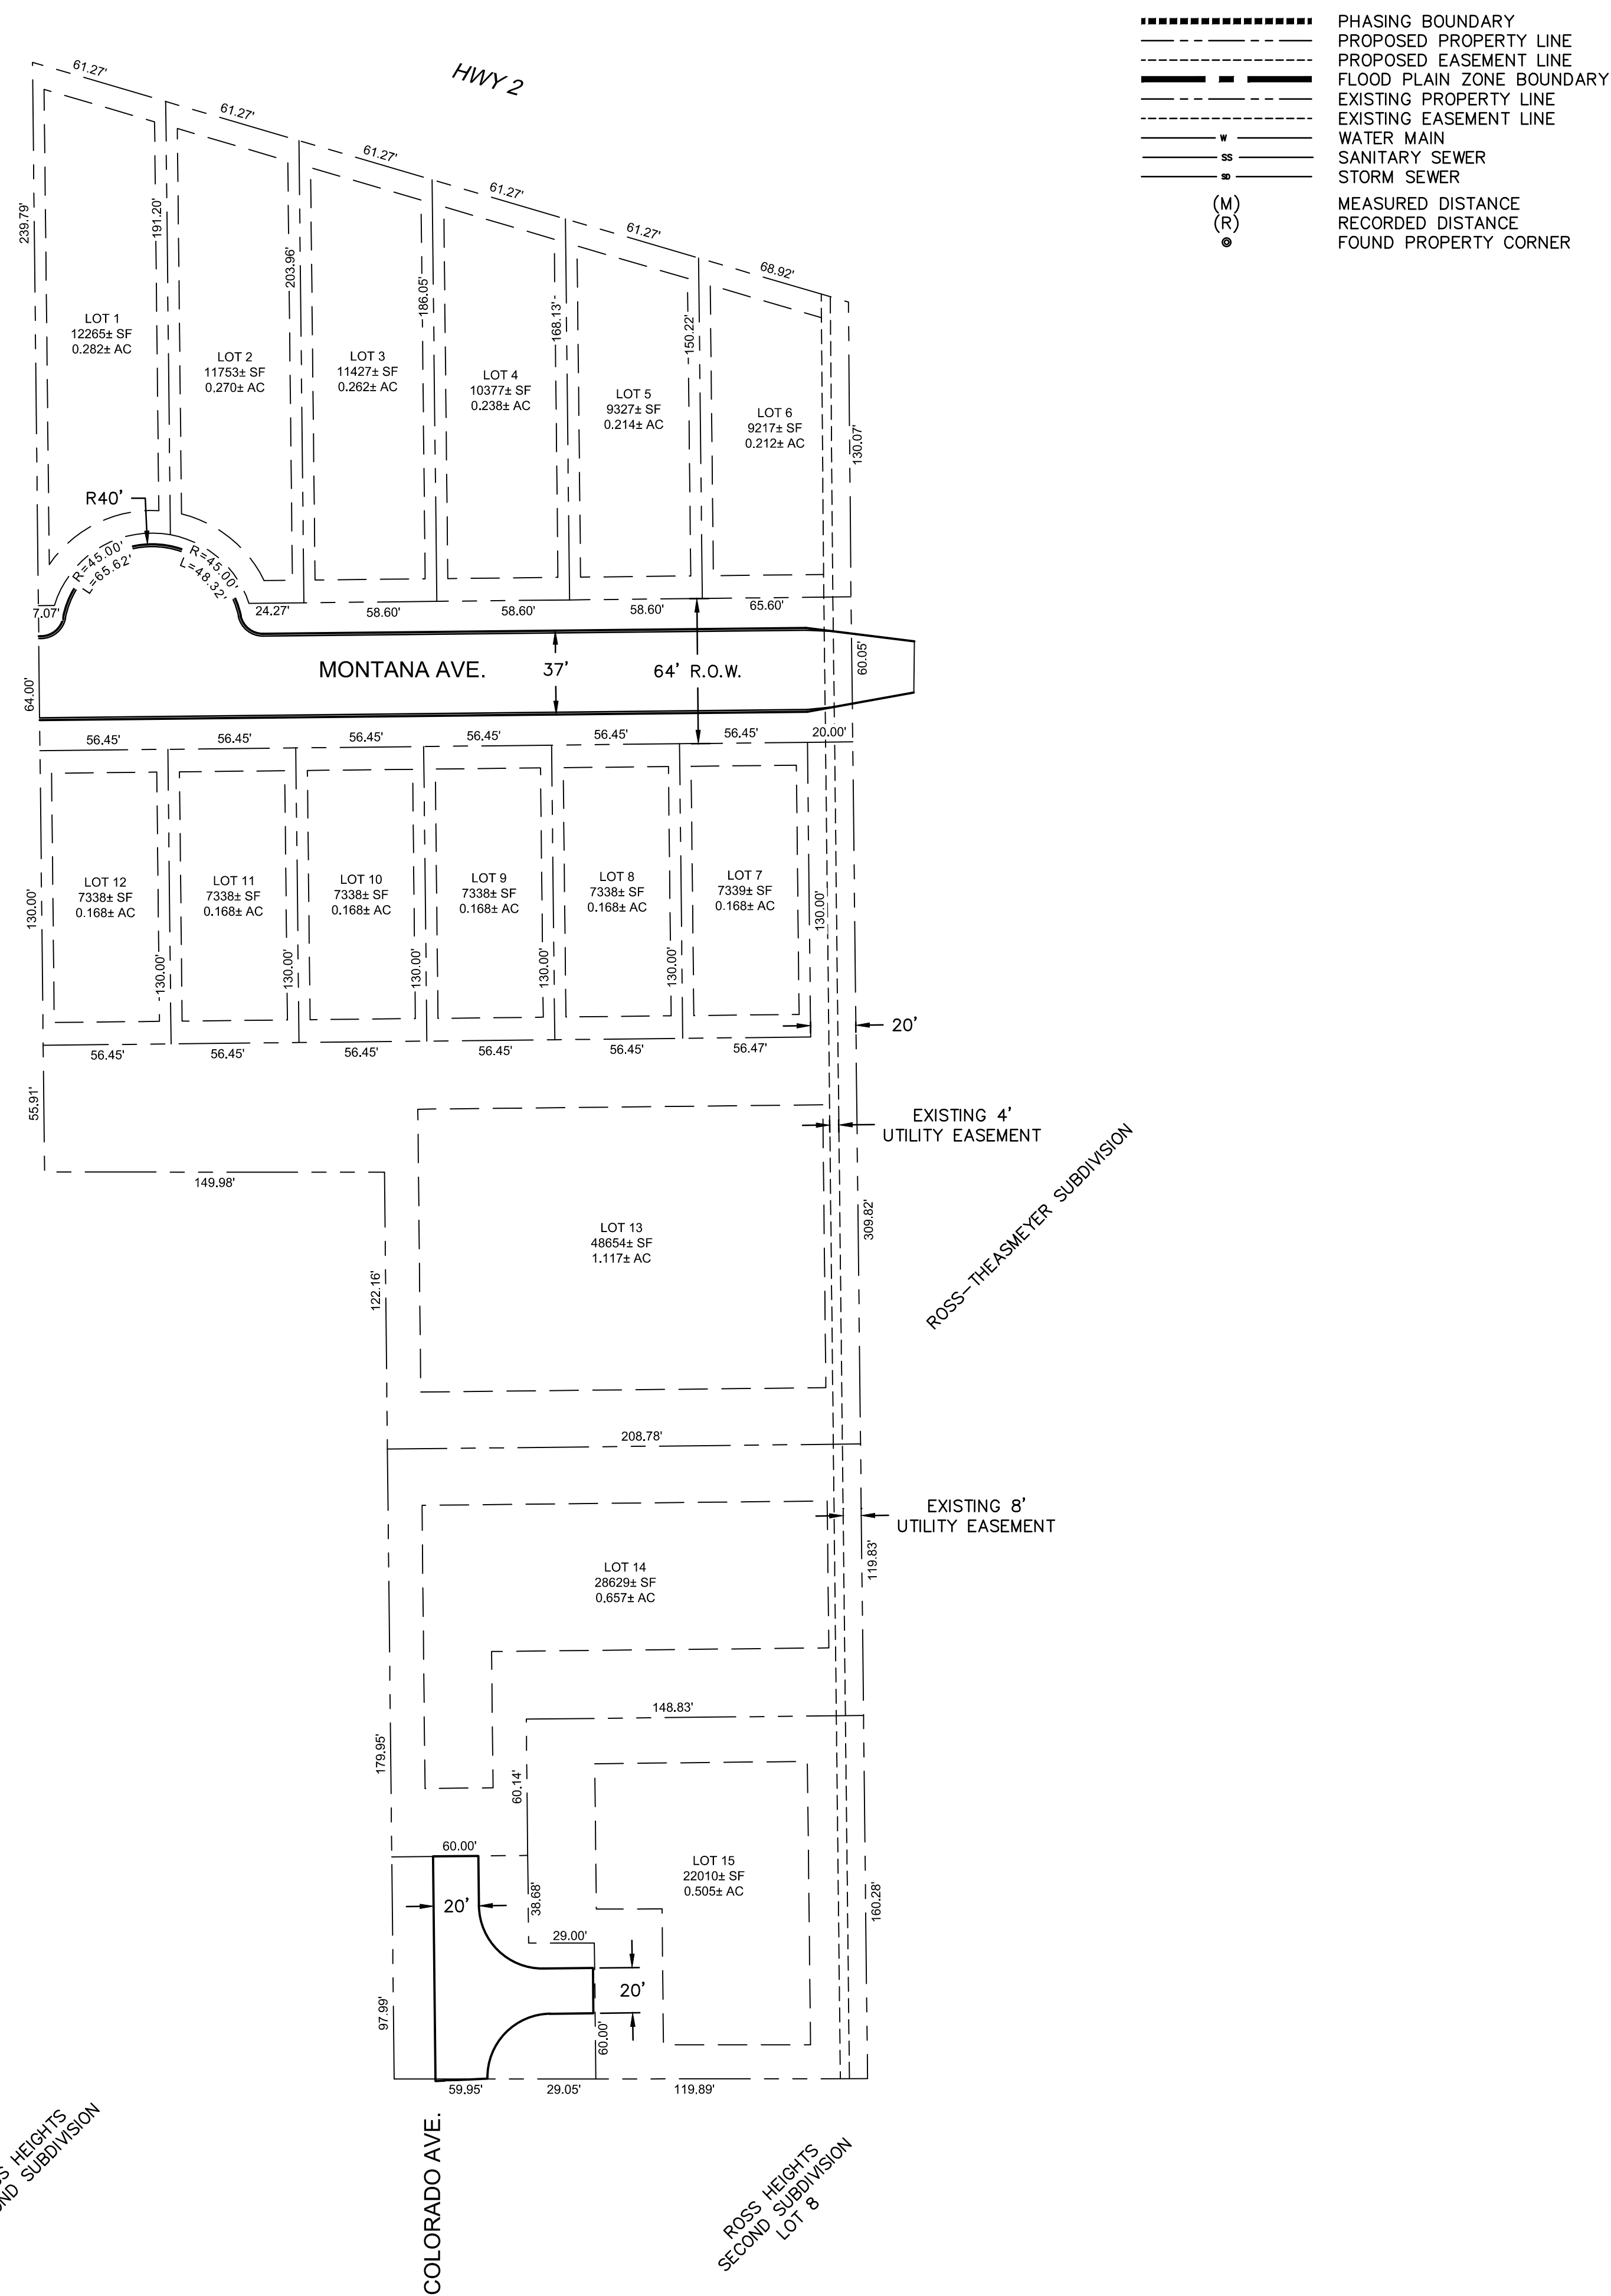 PHASING BOUNDARY
PROPOSED PROPERTY LINE
PROPOSED EASEMENT LINE
FLOOD PLAIN ZONE BOUNDARY
EXISTING PROPERTY LINE
EXISTING EASEMENT LINE
W WATER MAIN
SS SANITARY SEWER
SD STORM SEWER
(M) MEASURED DISTANCE
(R) RECORDED DISTANCE
FOUND PROPERTY CORNER
HWY 2
61.27'
61.27'
61.27'
61.27'
61.27'
68.92'
239.79'
191.20'
203.96'
186.05'
168.13'
150.22'
130.07'
LOT 1
12265± SF
0.282± AC
LOT 2
11753± SF
0.270± AC
LOT 3
11427± SF
0.262± AC
LOT 4
10377± SF
0.238± AC
LOT 5
9327± SF
0.214± AC
LOT 6
9217± SF
0.212± AC
R40'
R=45.00'
L=65.62'
R=45.00'
L=48.32'
7.07'
24.27'
58.60'
58.60'
58.60'
65.60'
64.00'
MONTANA AVE.
37'
64' R.O.W.
60.05'
56.45'
56.45'
56.45'
56.45'
56.45'
56.45'
20.00'
LOT 12
7338± SF
0.168± AC
LOT 11
7338± SF
0.168± AC
LOT 10
7338± SF
0.168± AC
LOT 9
7338± SF
0.168± AC
LOT 8
7338± SF
0.168± AC
LOT 7
7339± SF
0.168± AC
130.00'
130.00'
130.00'
130.00'
130.00'
130.00'
130.00'
20'
56.45'
56.45'
56.45'
56.45'
56.45'
56.47'
55.91'
EXISTING 4'
UTILITY EASEMENT
149.98'
ROSS-THEASMEYER SUBDIVISION
309.82'
LOT 13
48654± SF
1.117± AC
122.16'
208.78'
EXISTING 8'
UTILITY EASEMENT
119.83'
LOT 14
28629± SF
0.657± AC
148.83'
179.95'
60.14'
60.00'
LOT 15
22010± SF
0.505± AC
20'
38.68'
160.28'
29.00'
20'
97.99'
60.00'
59.95'
29.05'
119.89'
COLORADO AVE.
HEIGHTS
SUBDIVISION
ROSS HEIGHTS
SECOND SUBDIVISION
LOT 8